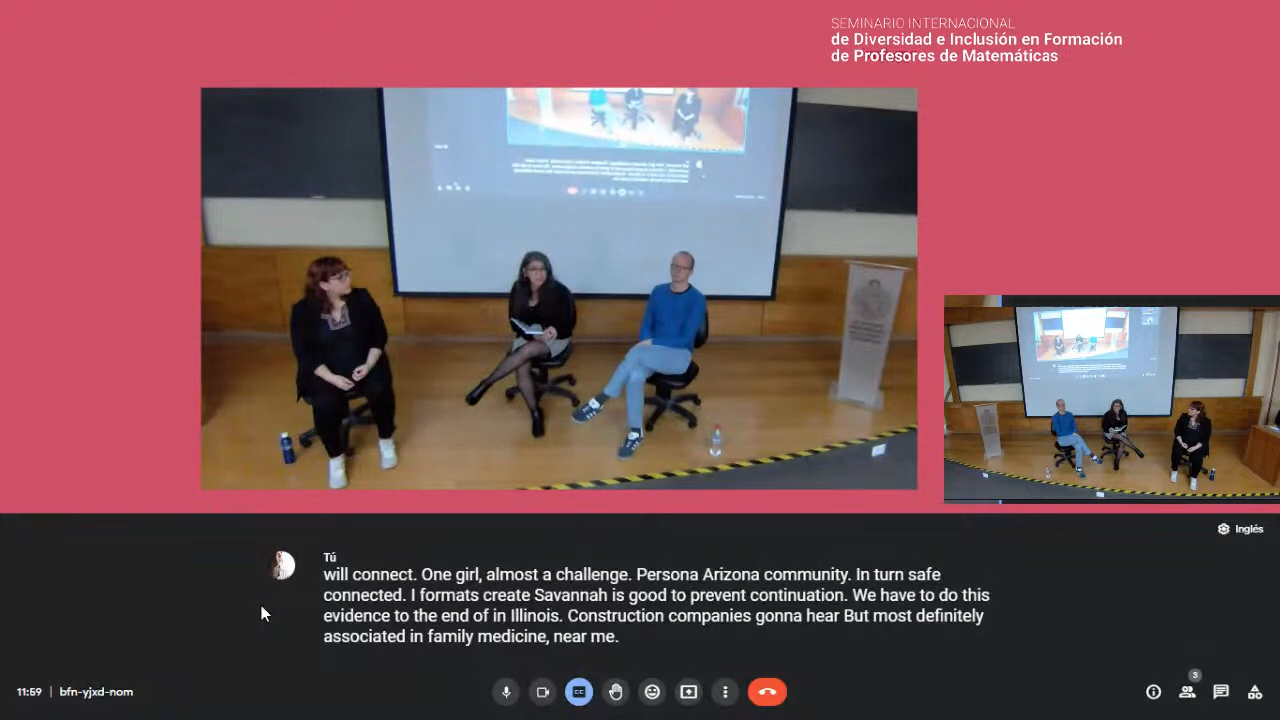 SEMINARIO INTERNACIONAL
de Diversidad e Inclusión en Formación
de Profesores de Matemáticas
Inglés
Tú
will connect. One girl, almost a challenge. Persona Arizona community. In turn safe
connected. I formats create Savannah is good to prevent continuation. We have to do this
evidence to the end of in Illinois. Construction companies gonna hear But most definitely
associated in family medicine, near me.
11:59 | bfn-yjxd-nom
CC
3